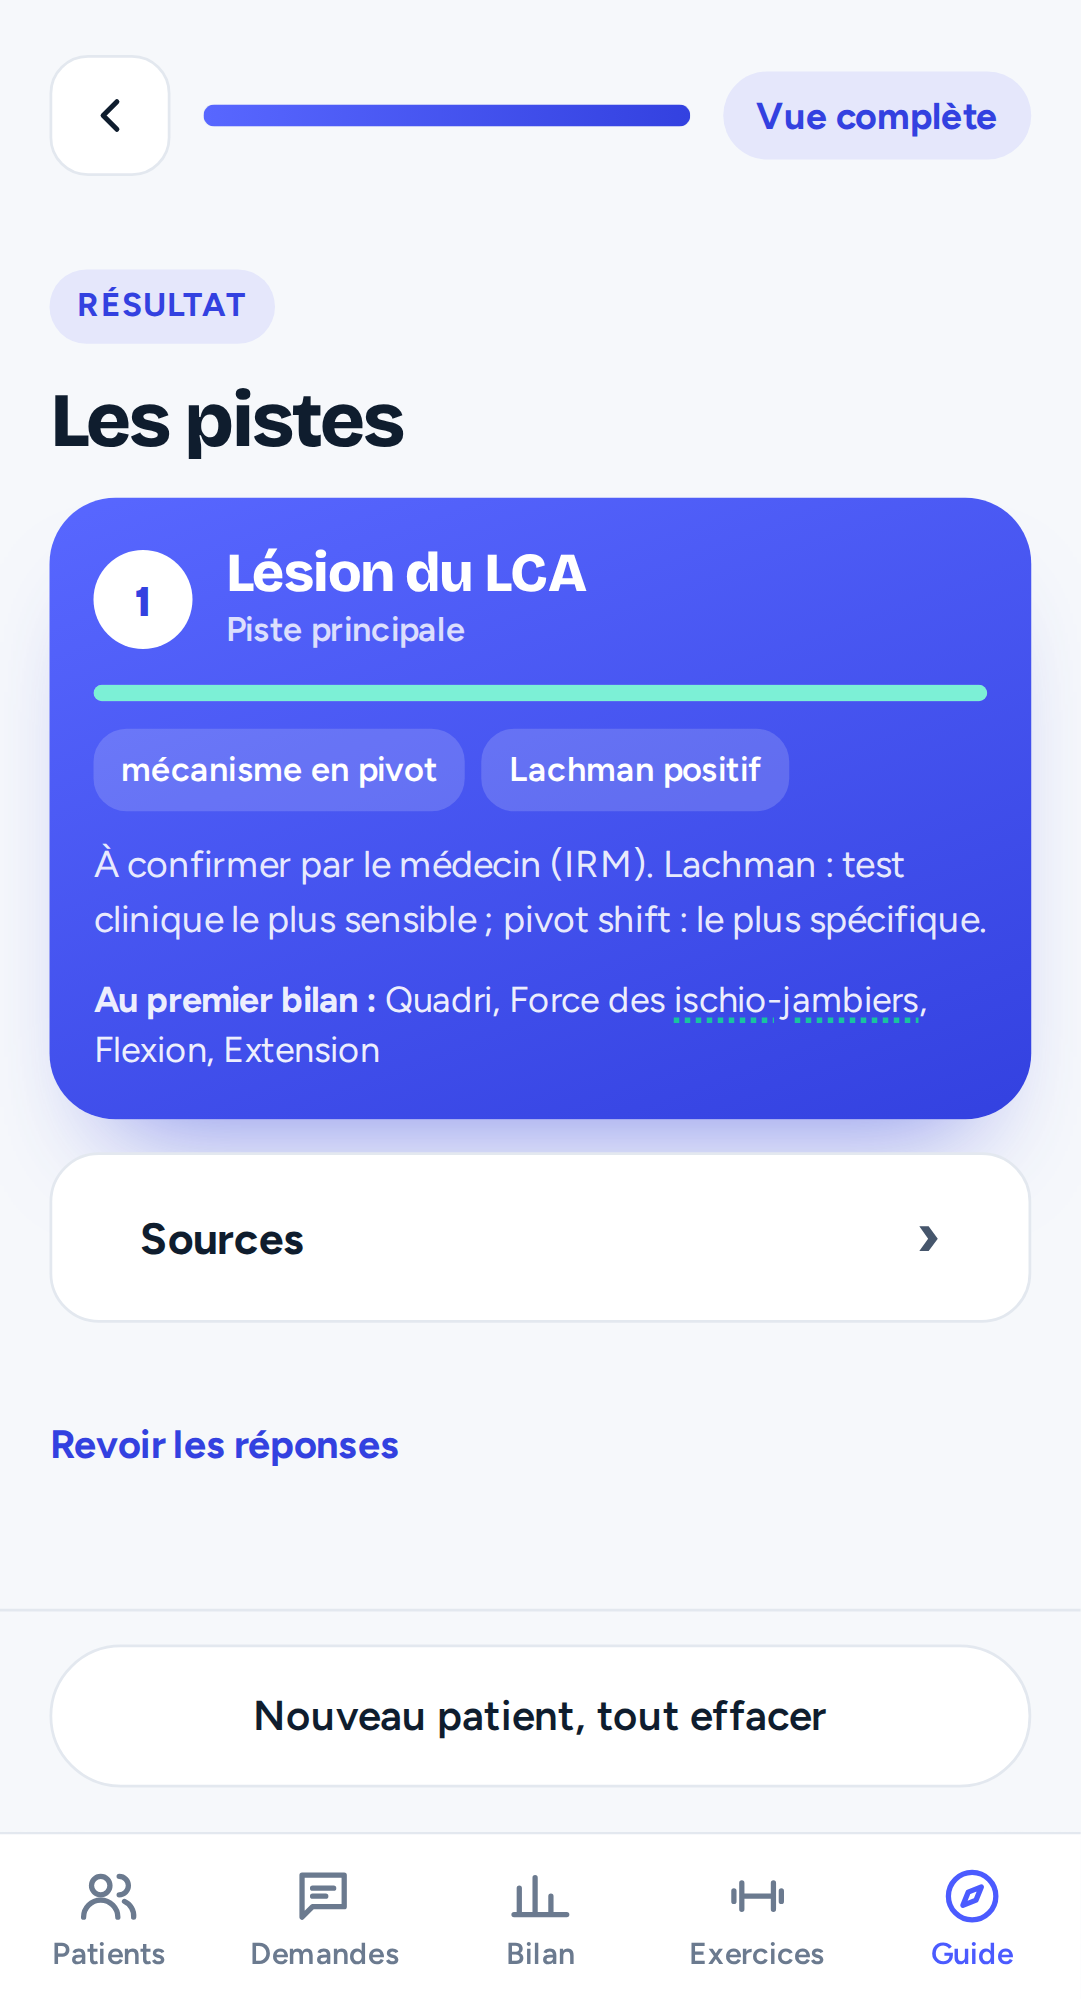 Vue complète
RÉSULTAT
Les pistes
1
Lésion du LCA
Piste principale
mécanisme en pivot
Lachman positif
À confirmer par le médecin (IRM). Lachman : test
clinique le plus sensible ; pivot shift : le plus spécifique.
Au premier bilan : Quadri, Force des ischio-jambiers,
Flexion, Extension
Sources
Revoir les réponses
Nouveau patient, tout effacer
Patients
Demandes
Bilan
Exercices
Guide